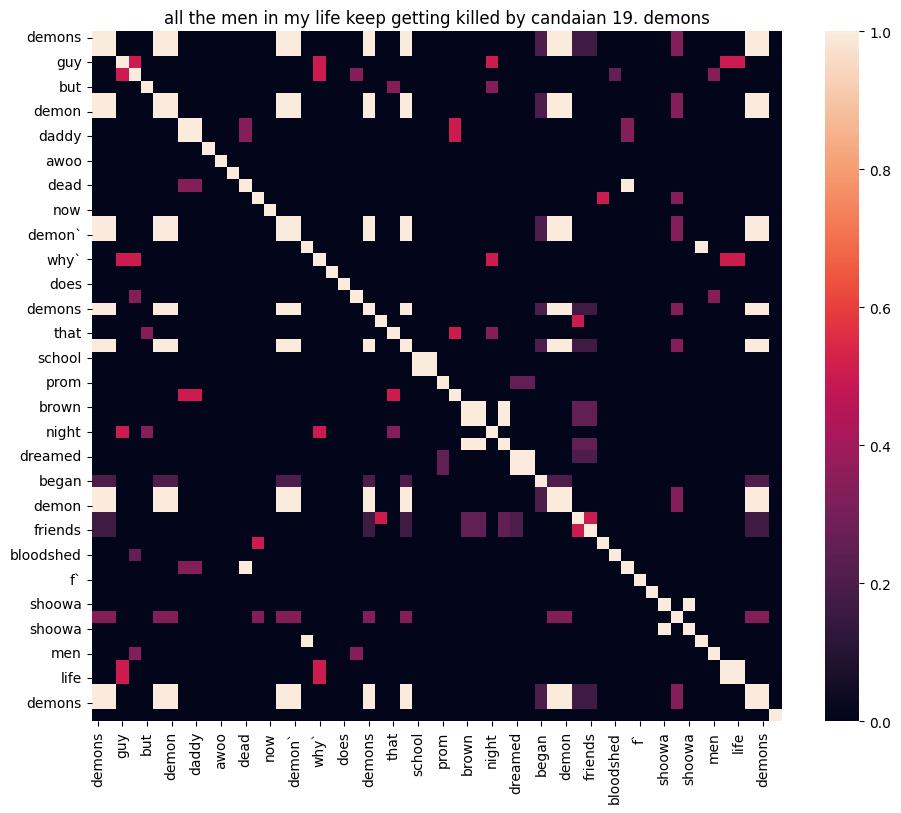 all the men in my life keep getting killed by candaian 19. demons
demons
guy
but
demon
daddy
awoo
dead
now
demon`
why`
does
demons
that
school
prom
brown
night
dreamed
began
demon
friends
bloodshed
f`
shoowa
shoowa
men
life
demons
1.0
0.8
0.6
0.4
0.2
0.0
demons guy but demon daddy awoo dead now demon` why` does demons that school prom brown night dreamed began demon friends bloodshed f` shoowa shoowa men life demons